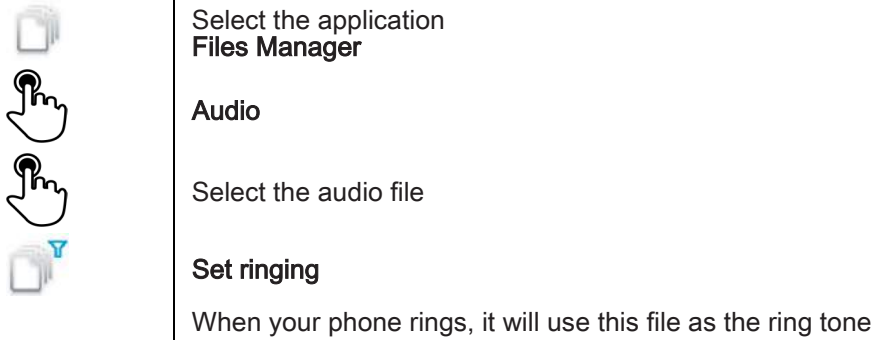 Select the application
Files Manager
Audio
Select the audio file
Set ringing
When your phone rings, it will use this file as the ring tone